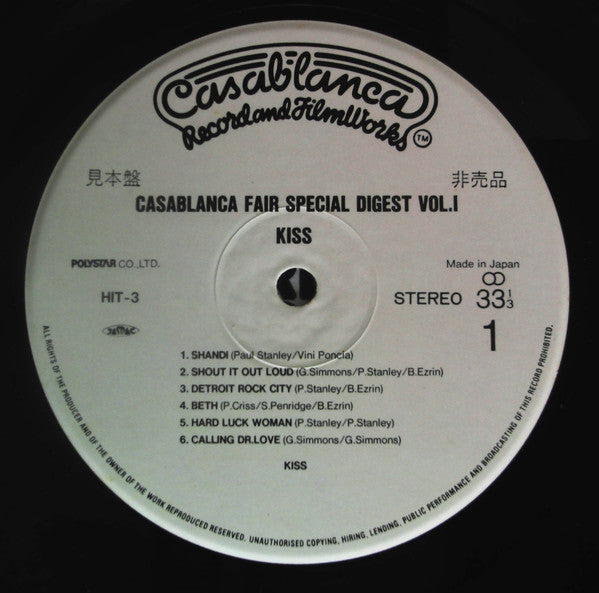 Casablanca
Record and FilmWorks TM
見本盤 非売品
CASABLANCA FAIR SPECIAL DIGEST VOL.I
KISS
POLYSTAR CO.,LTD. Made in Japan
HIT-3 STEREO 33 1/3
JASRAC 1
1. SHANDI (Paul Stanley/Vini Poncia)
2. SHOUT IT OUT LOUD (G.Simmons/P.Stanley/B.Ezrin)
3. DETROIT ROCK CITY (P.Stanley/B.Ezrin)
4. BETH (P.Criss/S.Penridge/B.Ezrin)
5. HARD LUCK WOMAN (P.Stanley/P.Stanley)
6. CALLING DR.LOVE (G.Simmons/G.Simmons)
KISS
ALL RIGHTS OF THE PRODUCER AND OF THE OWNER OF THE WORK REPRODUCED RESERVED. UNAUTHORISED COPYING, HIRING, LENDING, PUBLIC PERFORMANCE AND BROADCASTING OF THIS RECORD PROHIBITED.